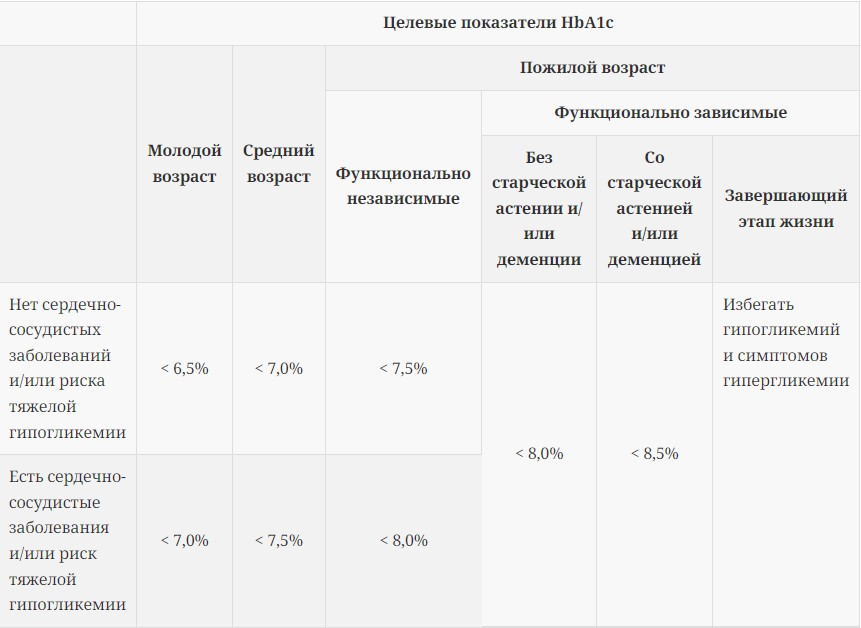 Целевые показатели HbA1c
Пожилой возраст
Функционально зависимые
Молодой
возраст
Средний
возраст
Функционально
независимые
Без
старческой
астении и/
или
деменции
Со
старческой
астенией
и/или
деменцией
Завершающий
этап жизни
Нет сердечно-
сосудистых
заболеваний
и/или риска
тяжелой
гипогликемии
< 6,5%
< 7,0%
< 7,5%
< 8,0%
< 8,5%
Избегать
гипогликемий
и симптомов
гипергликемии
Есть сердечно-
сосудистые
заболевания
и/или риск
тяжелой
гипогликемии
< 7,0%
< 7,5%
< 8,0%